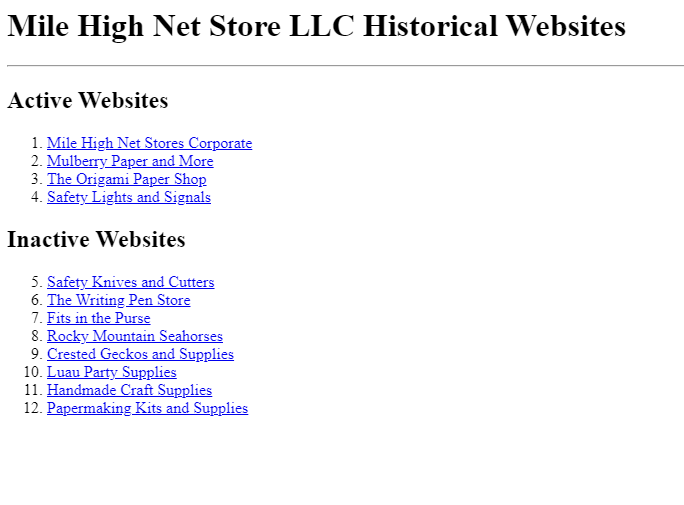 Mile High Net Store LLC Historical Websites
Active Websites
1. Mile High Net Stores Corporate
2. Mulberry Paper and More
3. The Origami Paper Shop
4. Safety Lights and Signals
Inactive Websites
5. Safety Knives and Cutters
6. The Writing Pen Store
7. Fits in the Purse
8. Rocky Mountain Seahorses
9. Crested Geckos and Supplies
10. Luau Party Supplies
11. Handmade Craft Supplies
12. Papermaking Kits and Supplies